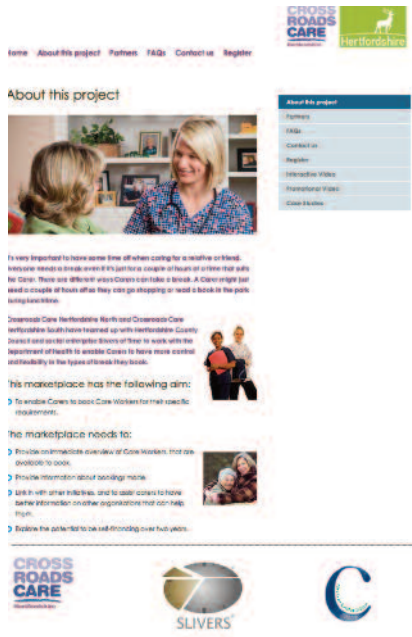 CROSS
ROADS
CARE
Hertfordshire
Home About this project Partners FAQs Contact us Register
About this project
About this project
Partners
FAQs
Contact us
Register
Interactive Video
Promotional Video
Case Studies
It's very important to have some time off when caring for a relative or friend.
Everyone needs a break even if it's just for a couple of hours at a time that suits
the Carer. There are different ways Carers can take a break. A Carer might just
need a couple of hours off so they can go shopping or read a book in the park
during lunchtime.
Crossroads Care Hertfordshire North and Crossroads Care
Hertfordshire South have teamed up with Hertfordshire County
Council and social enterprise Slivers of Time to work with the
Department of Health to enable Carers to have more control
and flexibility in the types of break they book.
This marketplace has the following aim:
To enable Carers to book Care Workers for their specific
requirements.
The marketplace needs to:
Provide an immediate overview of Care Workers, that are
available to book.
Provide information about bookings made.
Link in with other initiatives, and to assist carers to have
better information on other organisations that can help
them.
Explore the potential to be self-financing over two years.
CROSS
ROADS
CARE
SLIVERS
C